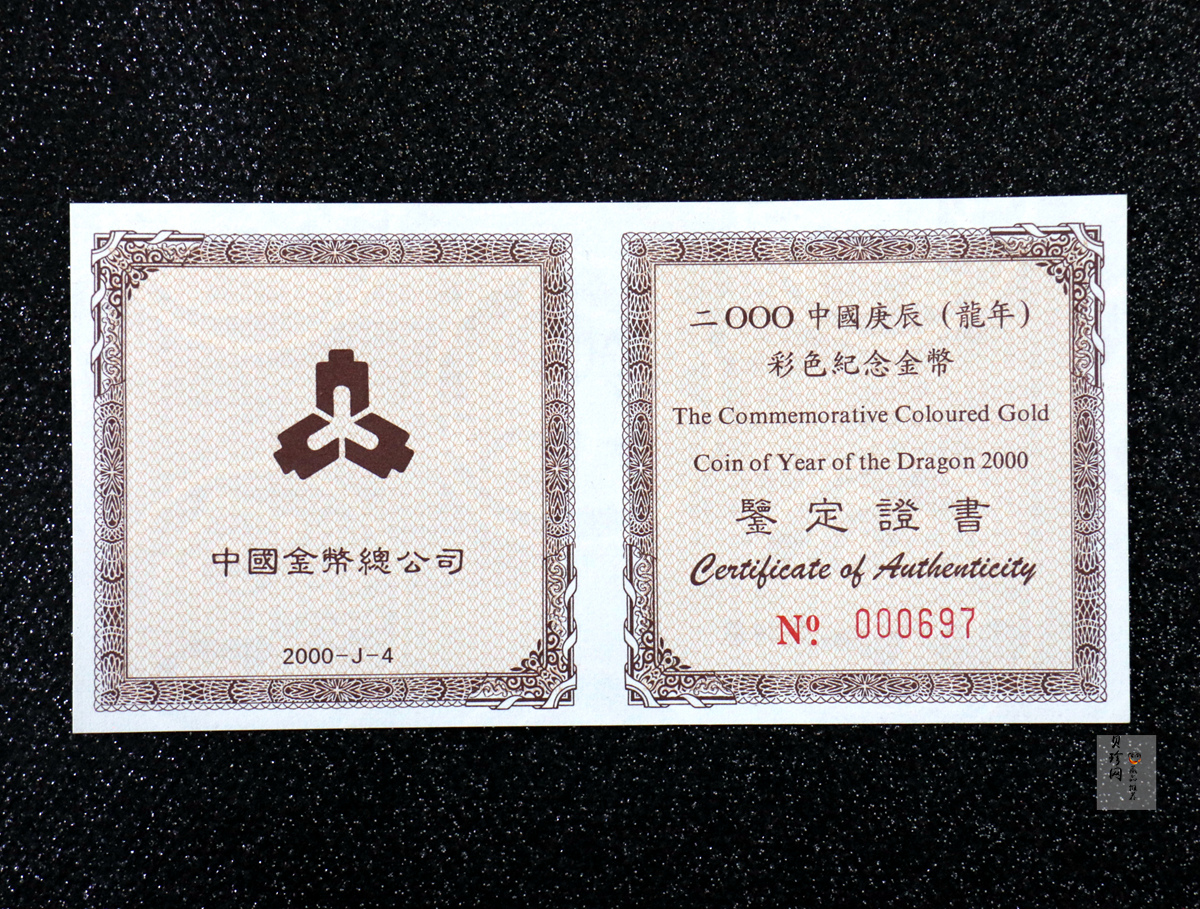 中國金幣總公司
2000-J-4
二OOO 中國庚辰（龍年）
彩色紀念金幣
The Commemorative Coloured Gold
Coin of Year of the Dragon 2000
鑒定證書
Certificate of Authenticity
Nº. 000697